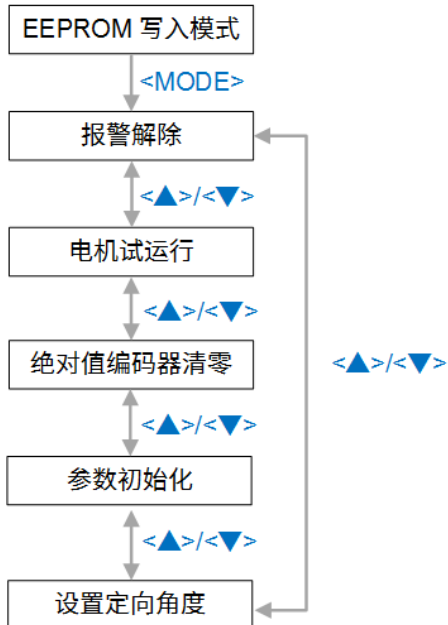 EEPROM 写入模式
<MODE>
报警解除
<▲>/<▼>
电机试运行
<▲>/<▼>
绝对值编码器清零
<▲>/<▼>
<▲>/<▼>
参数初始化
<▲>/<▼>
设置定向角度